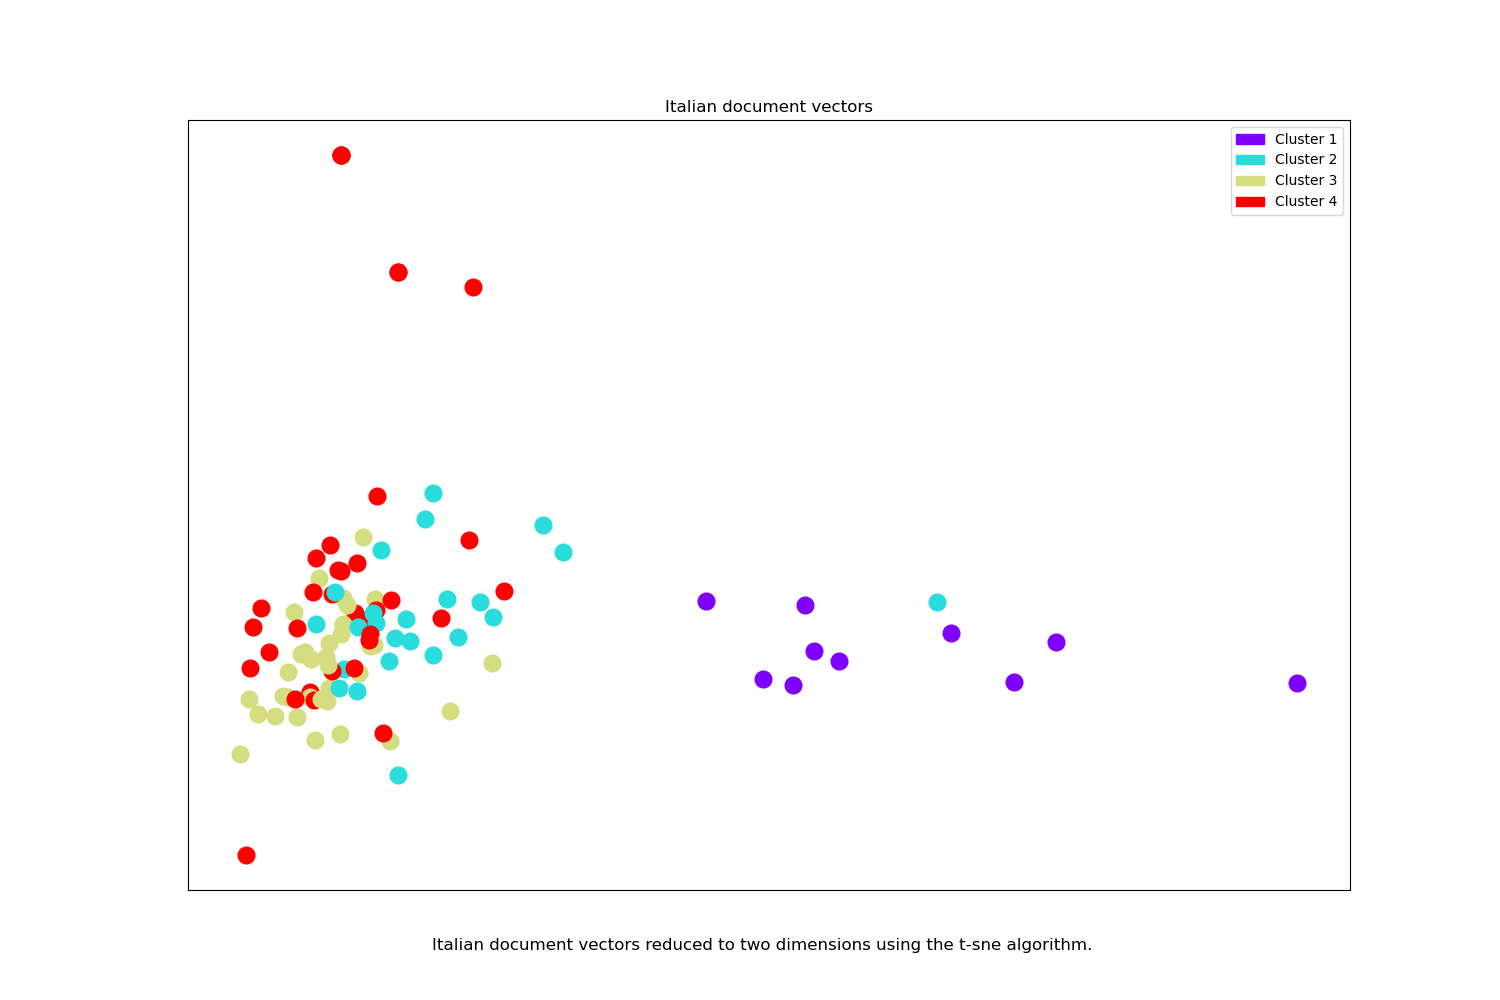 Italian document vectors
Cluster 1
Cluster 2
Cluster 3
Cluster 4
Italian document vectors reduced to two dimensions using the t-sne algorithm.